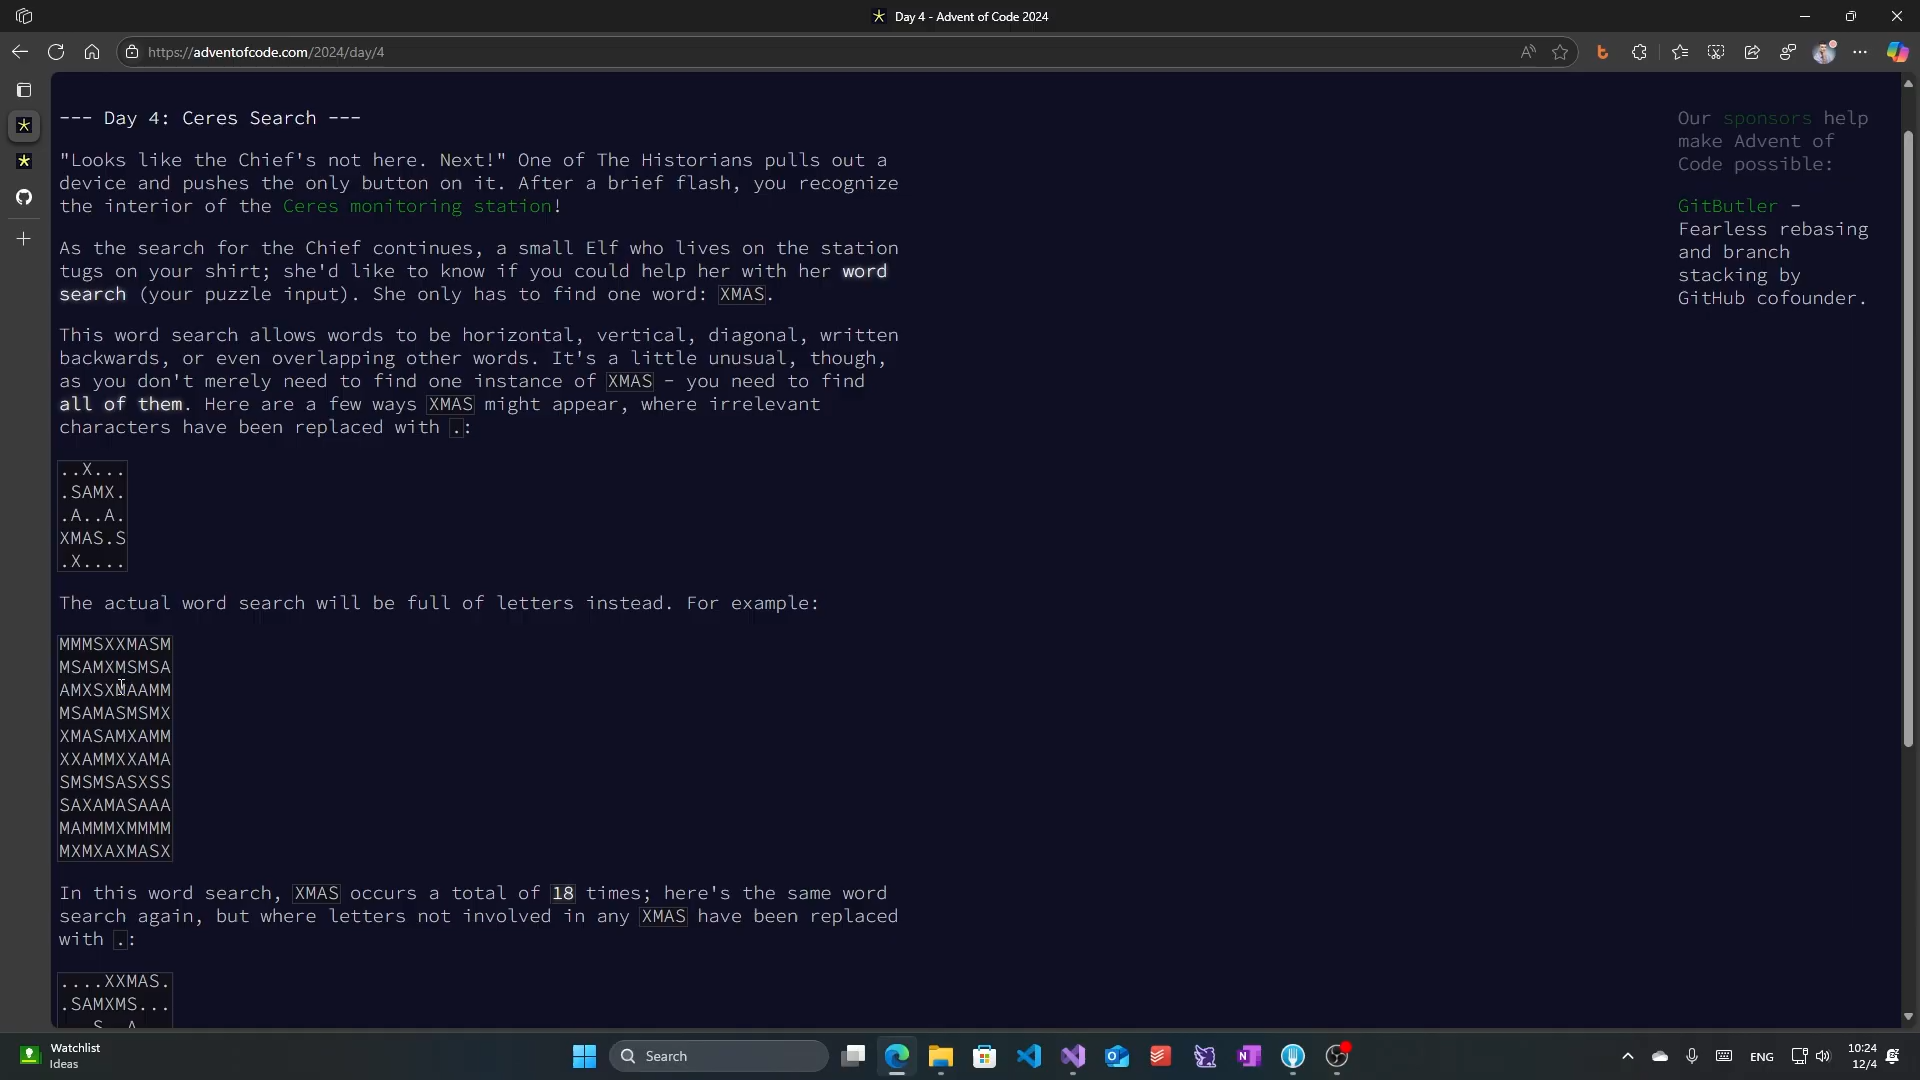 Day 4 - Advent of Code 2024
https://adventofcode.com/2024/day/4
--- Day 4: Ceres Search ---
"Looks like the Chief's not here. Next!" One of The Historians pulls out a
device and pushes the only button on it. After a brief flash, you recognize
the interior of the Ceres monitoring station!
As the search for the Chief continues, a small Elf who lives on the station
tugs on your shirt; she'd like to know if you could help her with her word
search (your puzzle input). She only has to find one word: XMAS.
This word search allows words to be horizontal, vertical, diagonal, written
backwards, or even overlapping other words. It's a little unusual, though,
as you don't merely need to find one instance of XMAS - you need to find
all of them. Here are a few ways XMAS might appear, where irrelevant
characters have been replaced with .:
..X...
.SAMX.
.A..A.
XMAS.S
.X....
The actual word search will be full of letters instead. For example:
MMMSXXMASM
MSAMXMSMSA
AMXSXMAAMM
MSAMASMSMX
XMASAMXAMM
XXAMMXXAMA
SMSMSASXSS
SAXAMASAAA
MAMMMXMMMM
MXMXAXMASX
In this word search, XMAS occurs a total of 18 times; here's the same word
search again, but where letters not involved in any XMAS have been replaced
with .:
....XXMAS.
.SAMXMS...
...S..A...
Our sponsors help
make Advent of
Code possible:
GitButler -
Fearless rebasing
and branch
stacking by
GitHub cofounder.
Watchlist
Ideas
Search
ENG
10:24
12/4